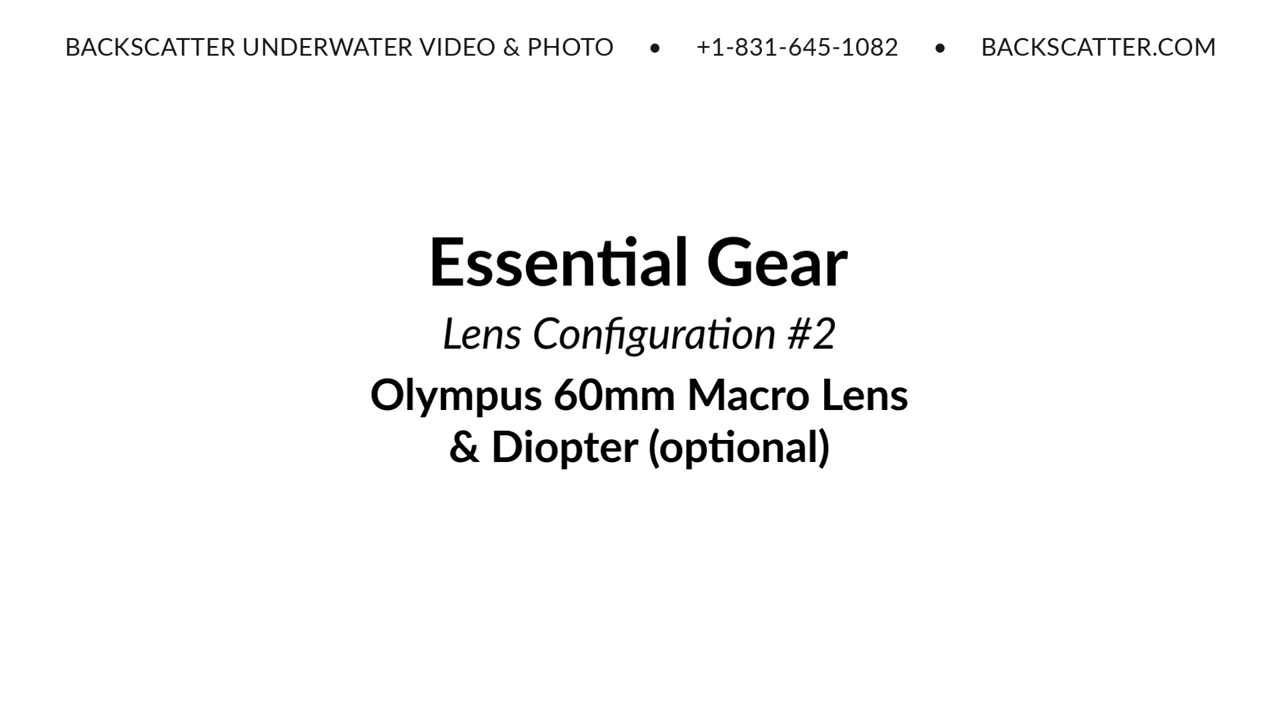 BACKSCATTER UNDERWATER VIDEO & PHOTO • +1-831-645-1082 • BACKSCATTER.COM
Essential Gear
Lens Configuration #2
Olympus 60mm Macro Lens
& Diopter (optional)